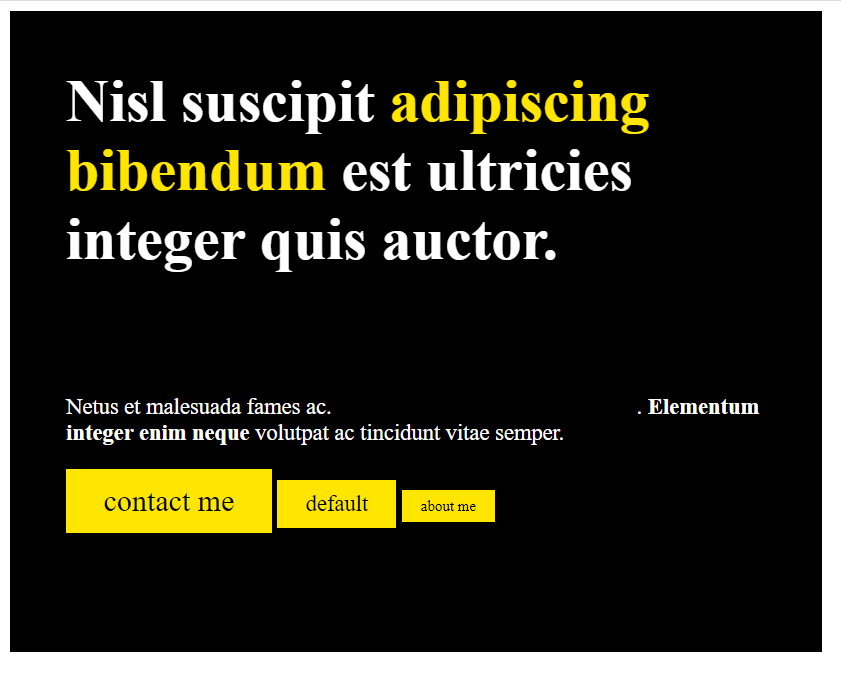 Nisl suscipit adipiscing
bibendum est ultricies
integer quis auctor.
Netus et malesuada fames ac. . Elementum
integer enim neque volutpat ac tincidunt vitae semper.
contact me default about me